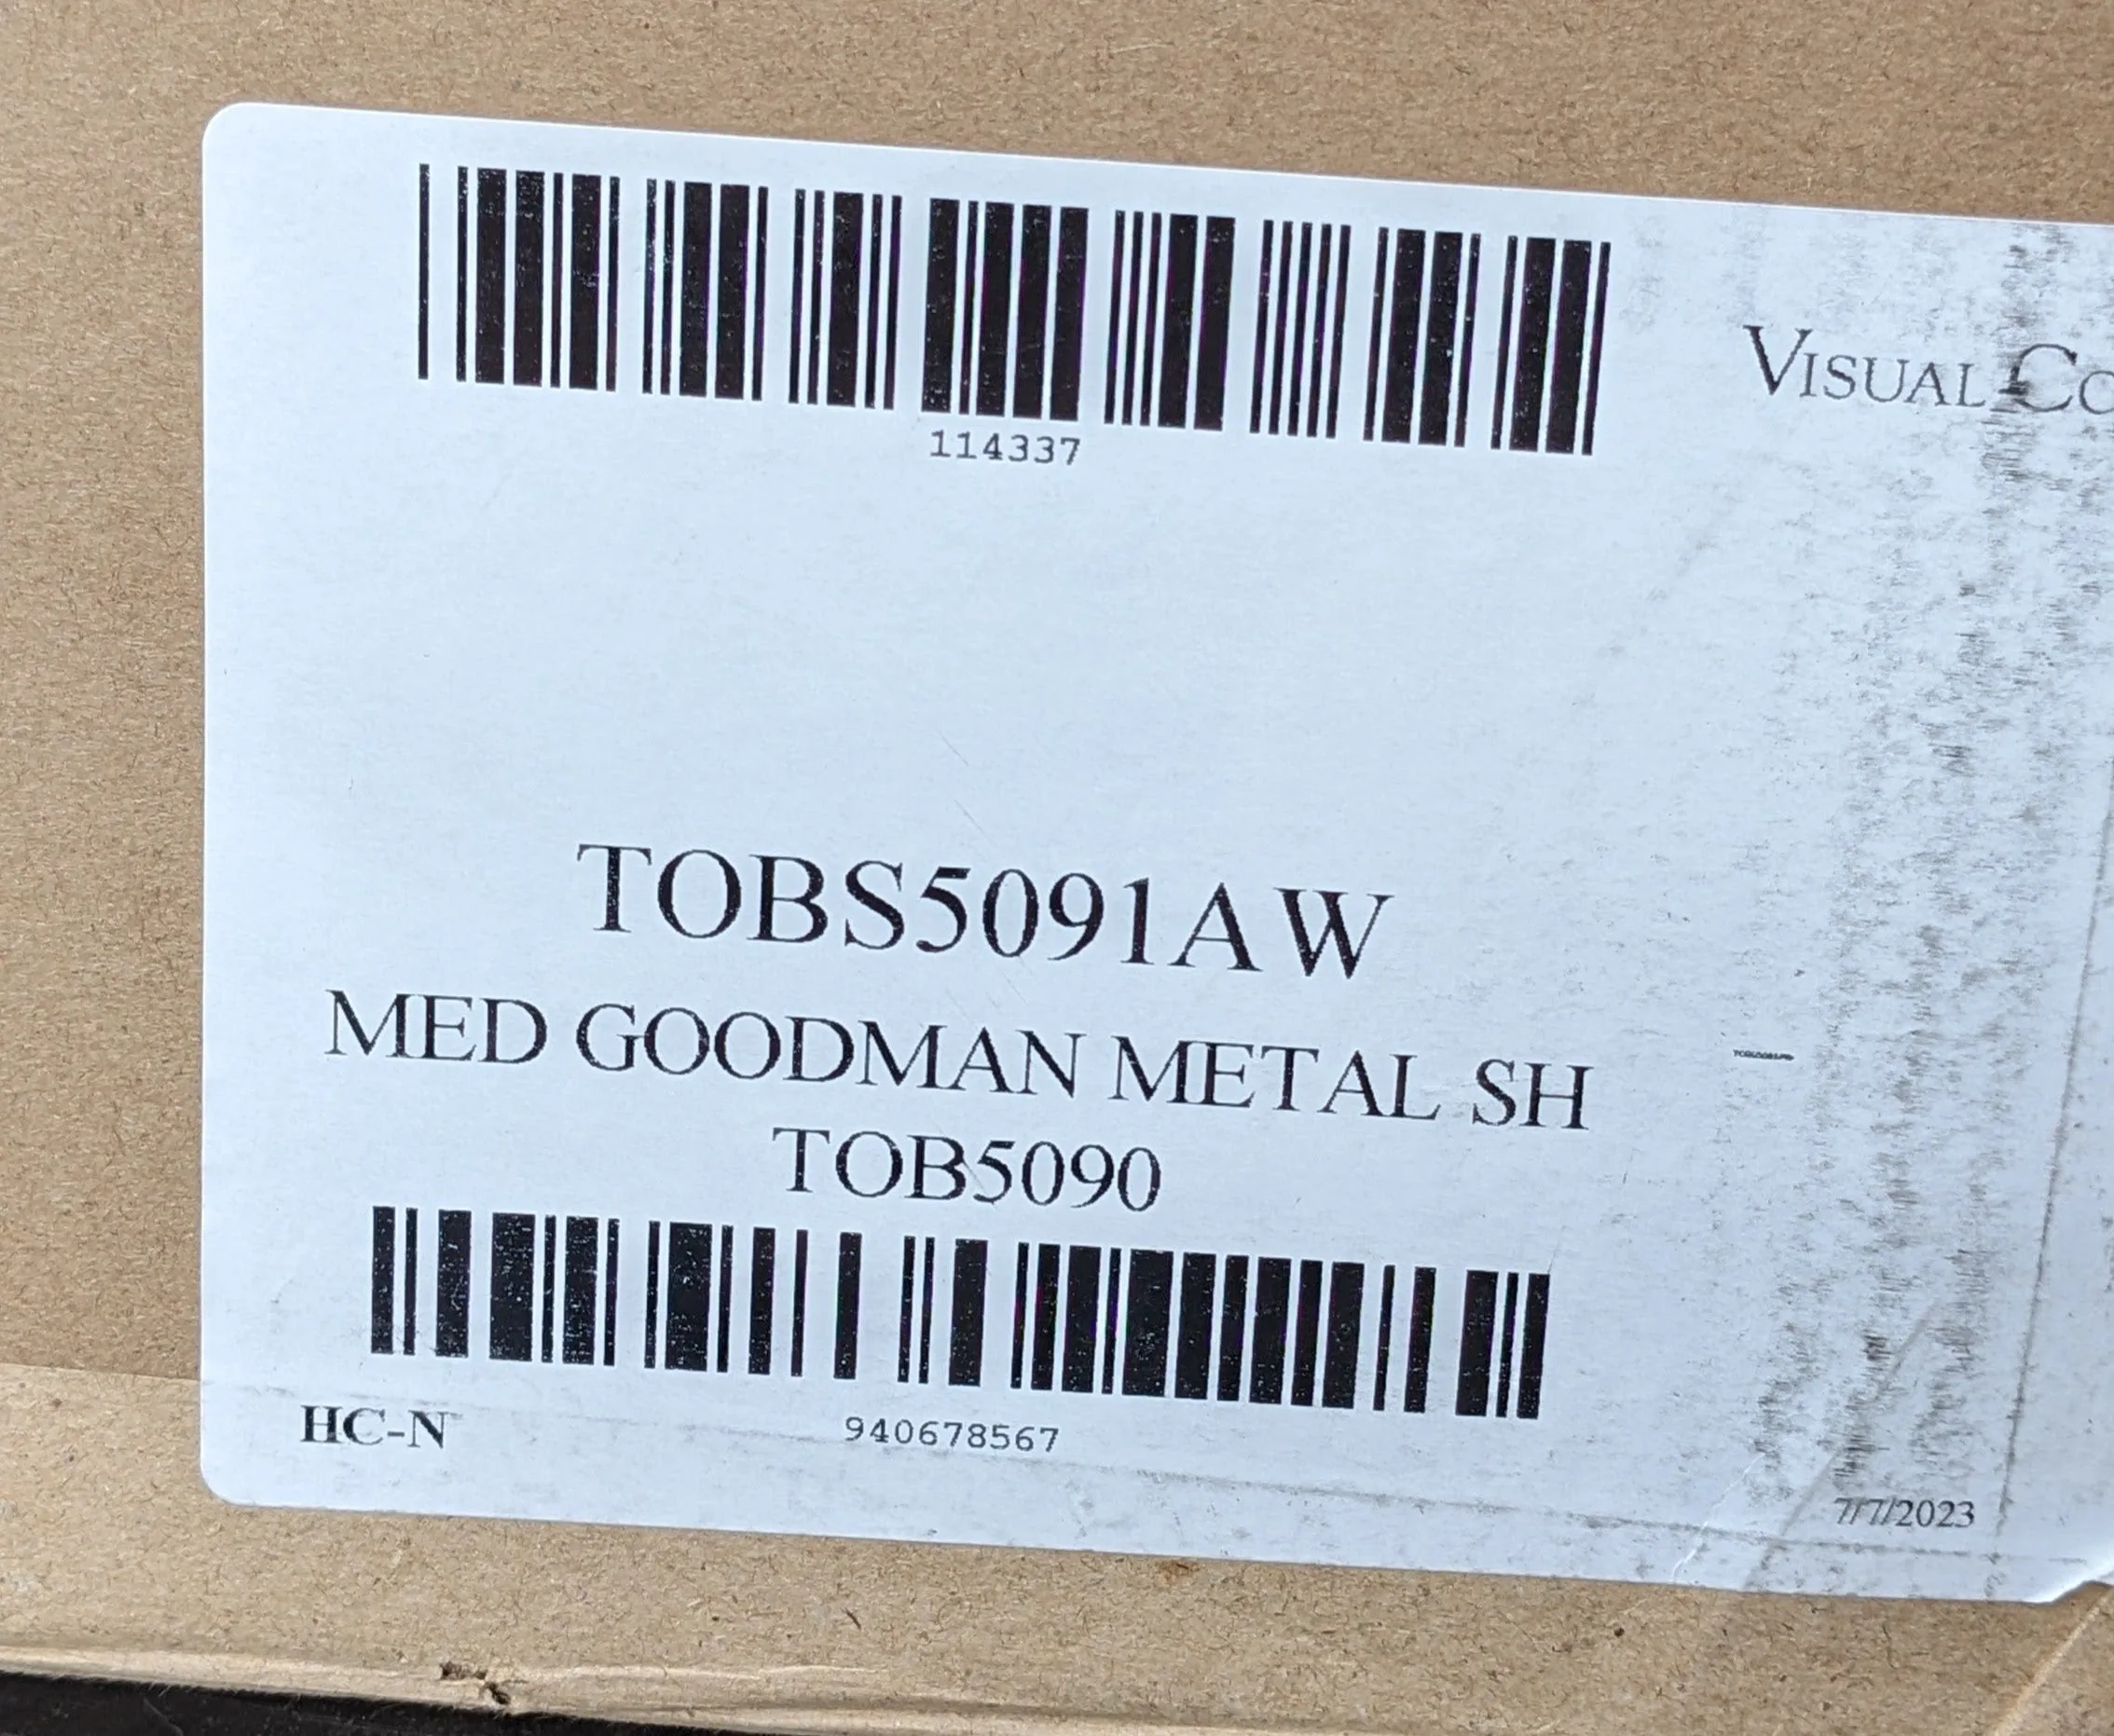 114337
VISUAL CO
TOBS5091AW
MED GOODMAN METAL SH
TOB5090
HC-N
940678567
7/7/2023